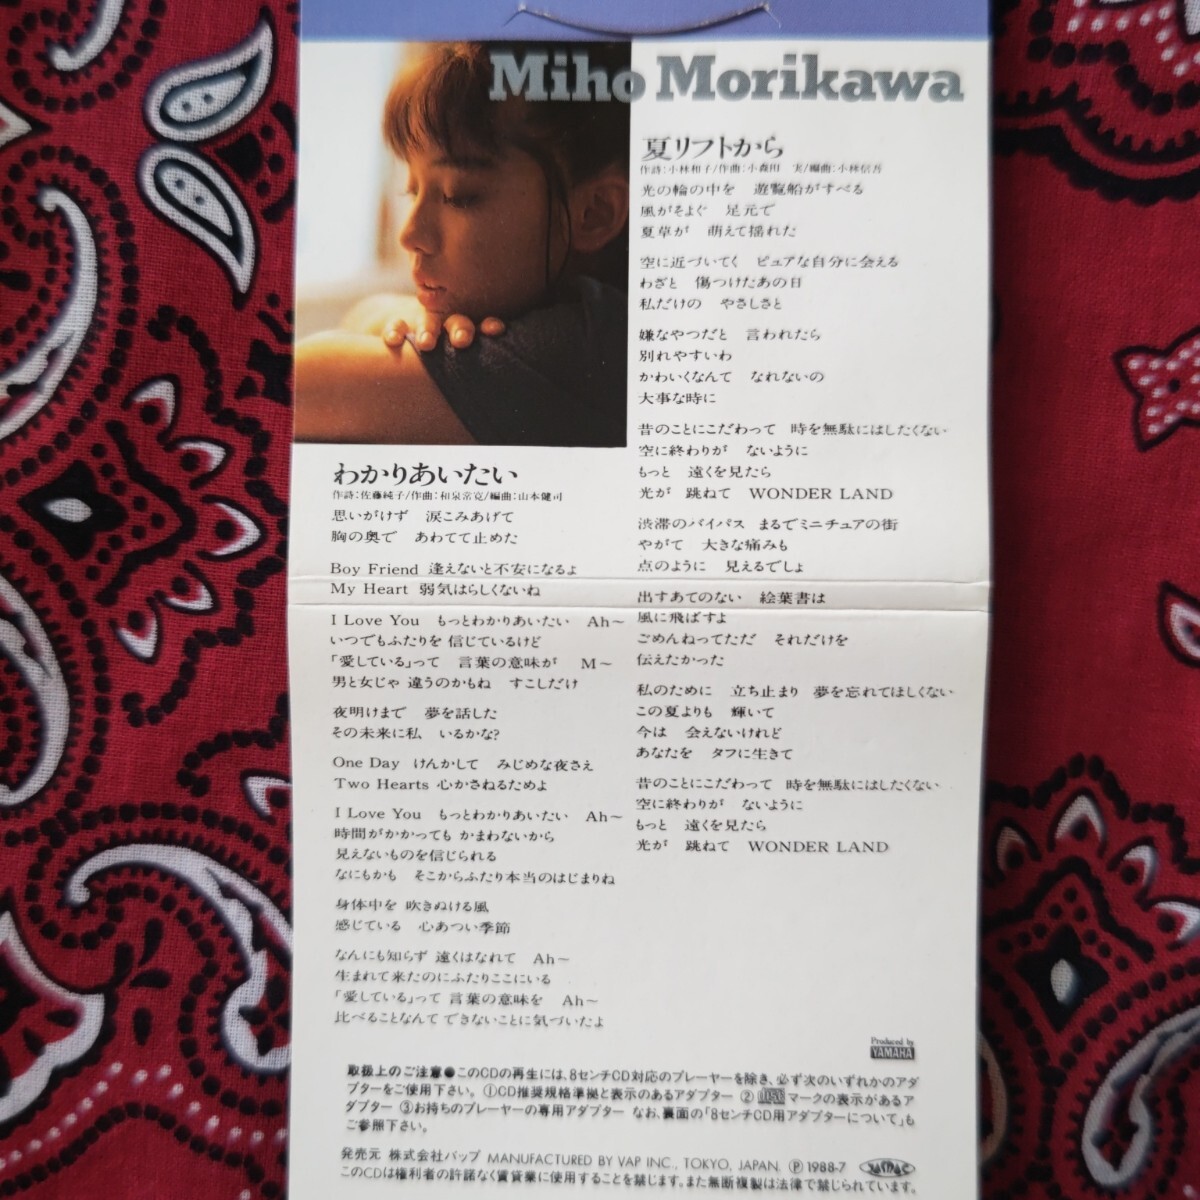 Miho Morikawa
わかりあいたい
作詩:佐藤純子/作曲:和泉常寛/編曲:山本健司
思いがけず 涙こみあげて
胸の奥で あわてて止めた
Boy Friend 逢えないと不安になるよ
My Heart 弱気はらしくないね
I Love You もっとわかりあいたい Ah~
いつでもふたりを 信じているけど
「愛している」って 言葉の意味が M~
男と女じゃ 違うのかもね すこしだけ
夜明けまで 夢を話した
その未来に私 いるかな?
One Day けんかして みじめな夜さえ
Two Hearts 心かさねるためよ
I Love You もっとわかりあいたい Ah~
時間がかかっても かまわないから
見えないものを信じられる
なにもかも そこからふたり本当のはじまりね
身体中を 吹きぬける風
感じている 心あつい季節
なんにも知らず 遠くはなれて Ah~
生まれて来たのにふたりここにいる
「愛している」って 言葉の意味を Ah~
比べることなんて できないことに気づいたよ
夏リフトから
作詩:小林和子/作曲:小森田 実/編曲:小林信吾
光の輪の中を 遊覧船がすべる
風がそよぐ 足元で
夏草が 萌えて揺れた
空に近づいてく ピュアな自分に会える
わざと 傷つけたあの日
私だけの やさしさと
嫌なやつだと 言われたら
別れやすいわ
かわいくなんて なれないの
大事な時に
昔のことにこだわって 時を無駄にはしたくない
空に終わりが ないように
もっと 遠くを見たら
光が 跳ねて WONDER LAND
渋滞のバイパス まるでミニチュアの街
やがて 大きな痛みも
点のように 見えるでしょ
出すあてのない 絵葉書は
風に飛ばすよ
ごめんねってただ それだけを
伝えたかった
私のために 立ち止まり 夢を忘れてほしくない
この夏よりも 輝いて
今は 会えないけれど
あなたを タフに生きて
昔のことにこだわって 時を無駄にはしたくない
空に終わりが ないように
もっと 遠くを見たら
光が 跳ねて WONDER LAND
Produced by
YAMAHA
取扱上のご注意●このCDの再生には、8センチCD対応のプレーヤーを除き、必ず次のいずれかのアダ
プターをご使用下さい。①CD推奨規格準拠と表示のあるアダプター ②マークの表示があるア
ダプター ③お持ちのプレーヤーの専用アダプター なお、裏面の「8センチCD用アダプターについて」も
ご参照下さい。
発売元 株式会社バップ MANUFACTURED BY VAP INC., TOKYO, JAPAN. Ⓟ1988-7
このCDは権利者の許諾なく賃貸業に使用することを禁じます。また無断複製は法律で禁じられています。